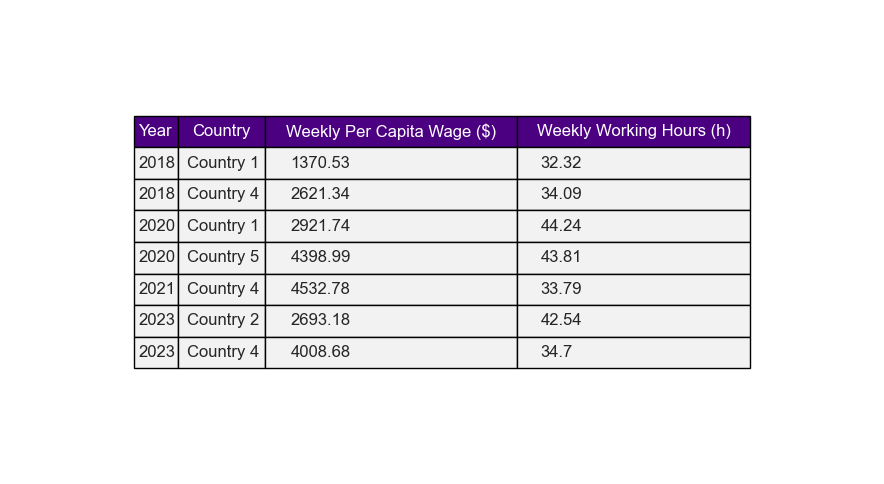 Year Country Weekly Per Capita Wage ($) Weekly Working Hours (h)
2018 Country 1 1370.53 32.32
2018 Country 4 2621.34 34.09
2020 Country 1 2921.74 44.24
2020 Country 5 4398.99 43.81
2021 Country 4 4532.78 33.79
2023 Country 2 2693.18 42.54
2023 Country 4 4008.68 34.7